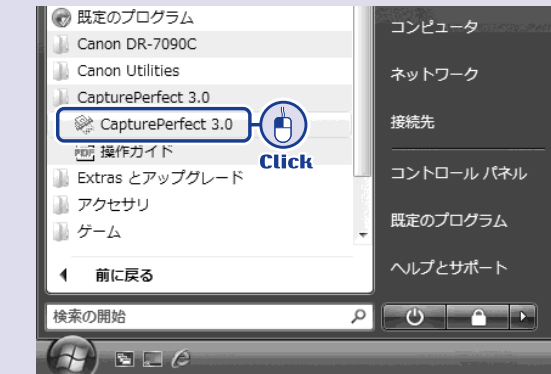 既定のプログラム
Canon DR-7090C
Canon Utilities
CapturePerfect 3.0
CapturePerfect 3.0
PDF 操作ガイド
Click
Extras とアップグレード
アクセサリ
ゲーム
前に戻る
検索の開始
コンピュータ
ネットワーク
接続先
コントロール パネル
既定のプログラム
ヘルプとサポート